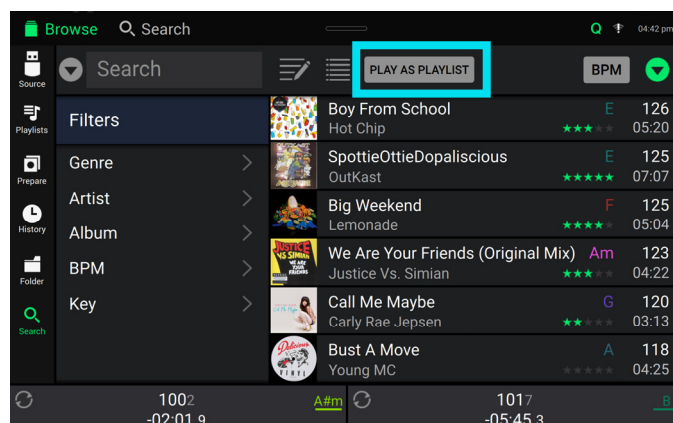 Browse Search Q 04:42 pm
Source Search PLAY AS PLAYLIST BPM
Playlists
Prepare
History
Folder
Search
Filters
Genre
Artist
Album
BPM
Key
Boy From School E 126
Hot Chip 05:20
SpottieOttieDopaliscious E 125
OutKast 07:07
Big Weekend F 125
Lemonade 05:04
We Are Your Friends (Original Mix) Am 123
Justice Vs. Simian 04:22
Call Me Maybe G 120
Carly Rae Jepsen 03:13
Bust A Move A 118
Young MC 04:25
1002 A#m 1017 B
-02:01.9 -05:45.3